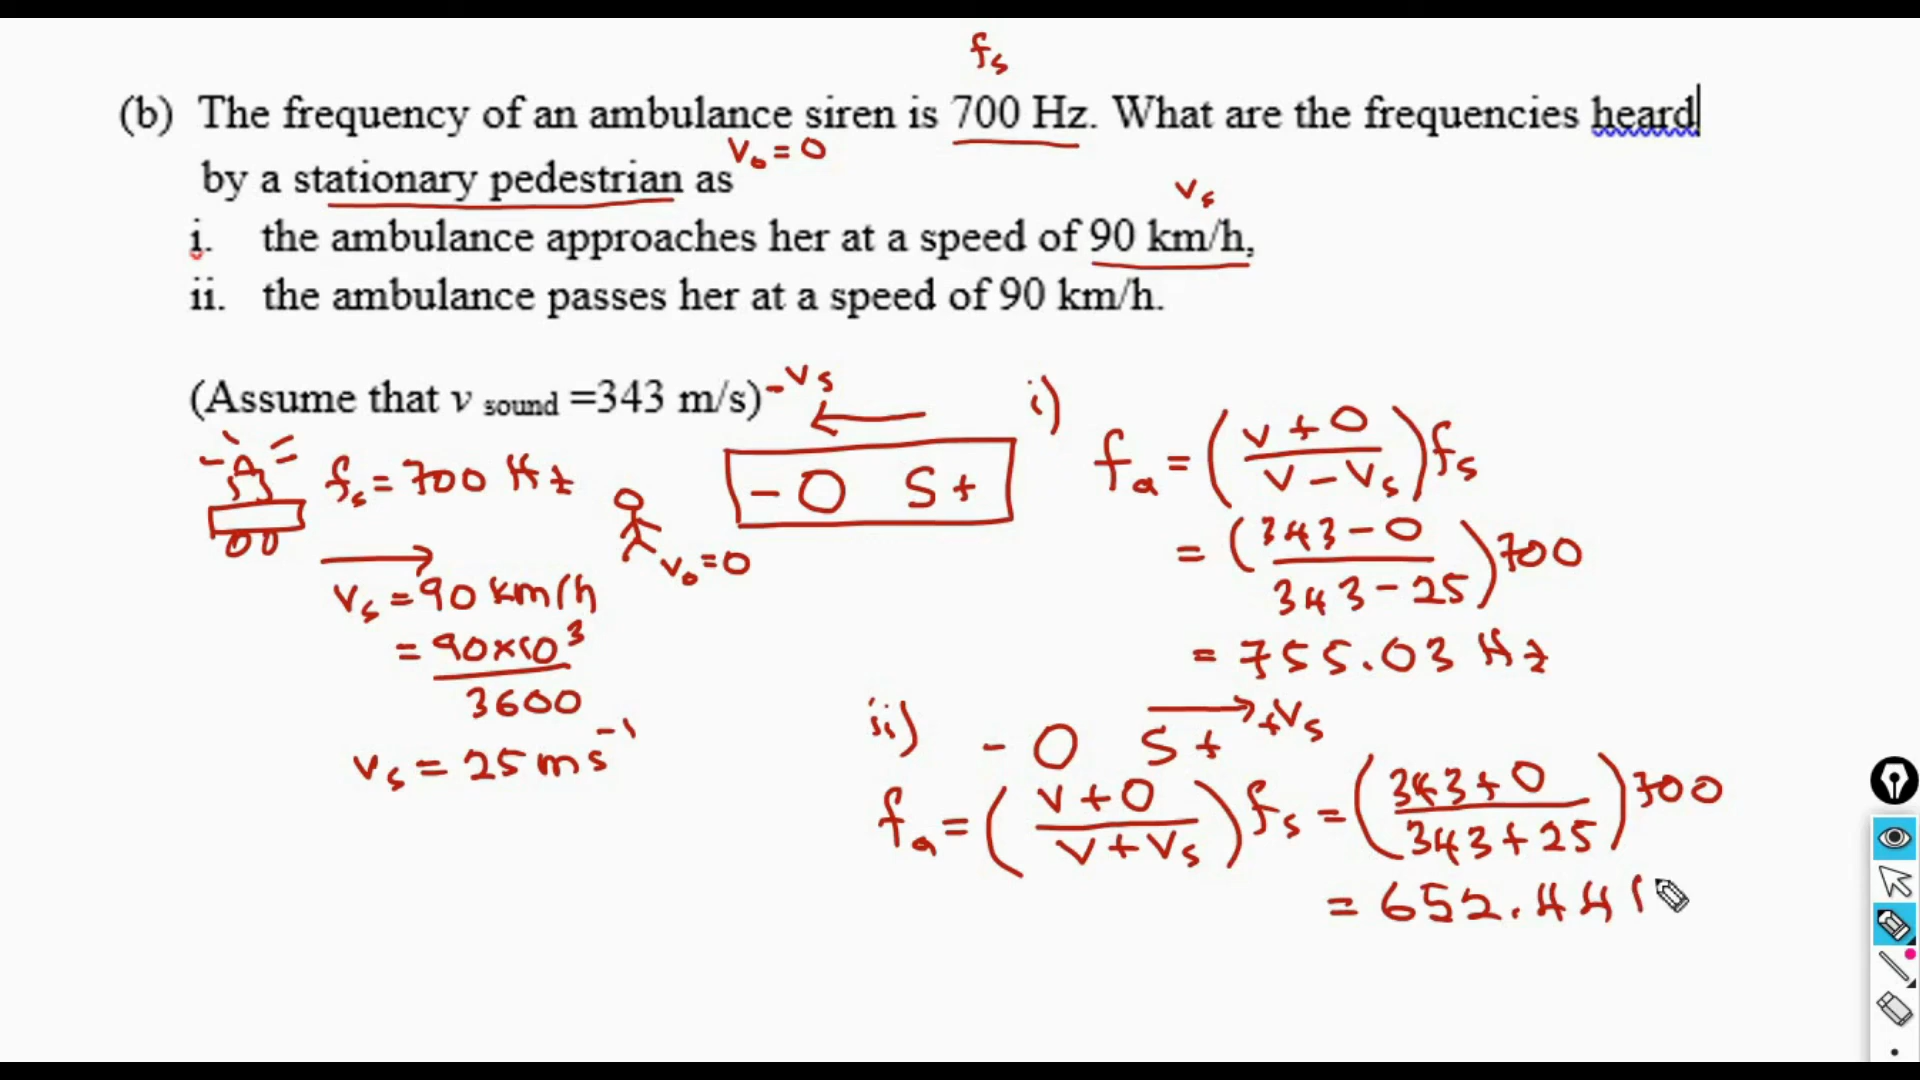 fs
(b) The frequency of an ambulance siren is 700 Hz. What are the frequencies heard
vo = 0
by a stationary pedestrian as
vs
i. the ambulance approaches her at a speed of 90 km/h,
ii. the ambulance passes her at a speed of 90 km/h.
(Assume that v sound =343 m/s)
-vs
- O S +
fs = 700 Hz
vo = 0
vs = 90 km/h
= 90×10³
3600
vs = 25 ms⁻¹
i)
fa = (v + 0 / v - vs) fs
= (343 - 0 / 343 - 25) 700
= 755.03 Hz
ii) - O S + +vs
fa = (v + 0 / v + vs) fs = (343 + 0 / 343 + 25) 700
= 652.44